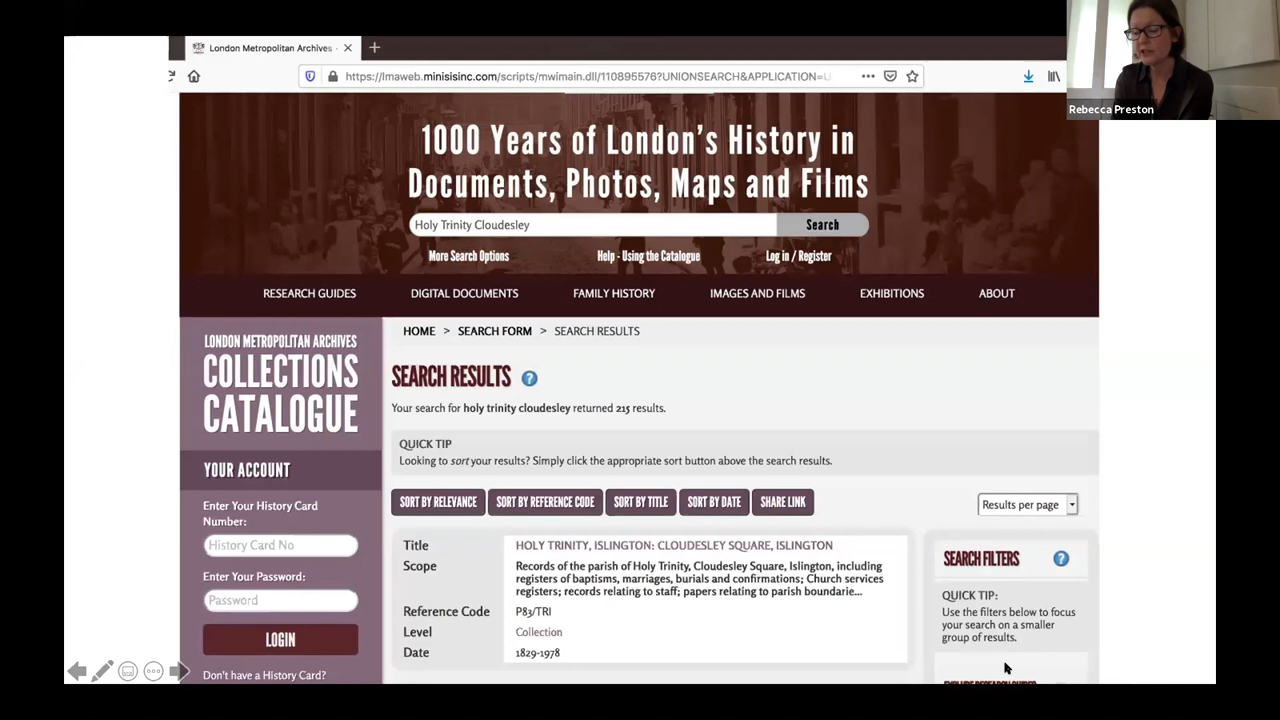 London Metropolitan Archives
https://lmaweb.minisisinc.com/scripts/mwimain.dll/110895576?UNIONSEARCH&APPLICATION=U
Rebecca Preston
1000 Years of London's History in
Documents, Photos, Maps and Films
Holy Trinity Cloudesley
Search
More Search Options
Help - Using the Catalogue
Log in / Register
RESEARCH GUIDES
DIGITAL DOCUMENTS
FAMILY HISTORY
IMAGES AND FILMS
EXHIBITIONS
ABOUT
LONDON METROPOLITAN ARCHIVES
COLLECTIONS
CATALOGUE
HOME > SEARCH FORM > SEARCH RESULTS
SEARCH RESULTS ?
Your search for holy trinity cloudesley returned 215 results.
QUICK TIP
Looking to sort your results? Simply click the appropriate sort button above the search results.
YOUR ACCOUNT
Enter Your History Card
Number:
History Card No
Enter Your Password:
Password
LOGIN
Don't have a History Card?
SORT BY RELEVANCE
SORT BY REFERENCE CODE
SORT BY TITLE
SORT BY DATE
SHARE LINK
Results per page
Title HOLY TRINITY, ISLINGTON: CLOUDESLEY SQUARE, ISLINGTON
Scope Records of the parish of Holy Trinity, Cloudesley Square, Islington, including
registers of baptisms, marriages, burials and confirmations; Church services
registers; records relating to staff; papers relating to parish boundarie...
Reference Code P83/TRI
Level Collection
Date 1829-1978
SEARCH FILTERS ?
QUICK TIP:
Use the filters below to focus
your search on a smaller
group of results.